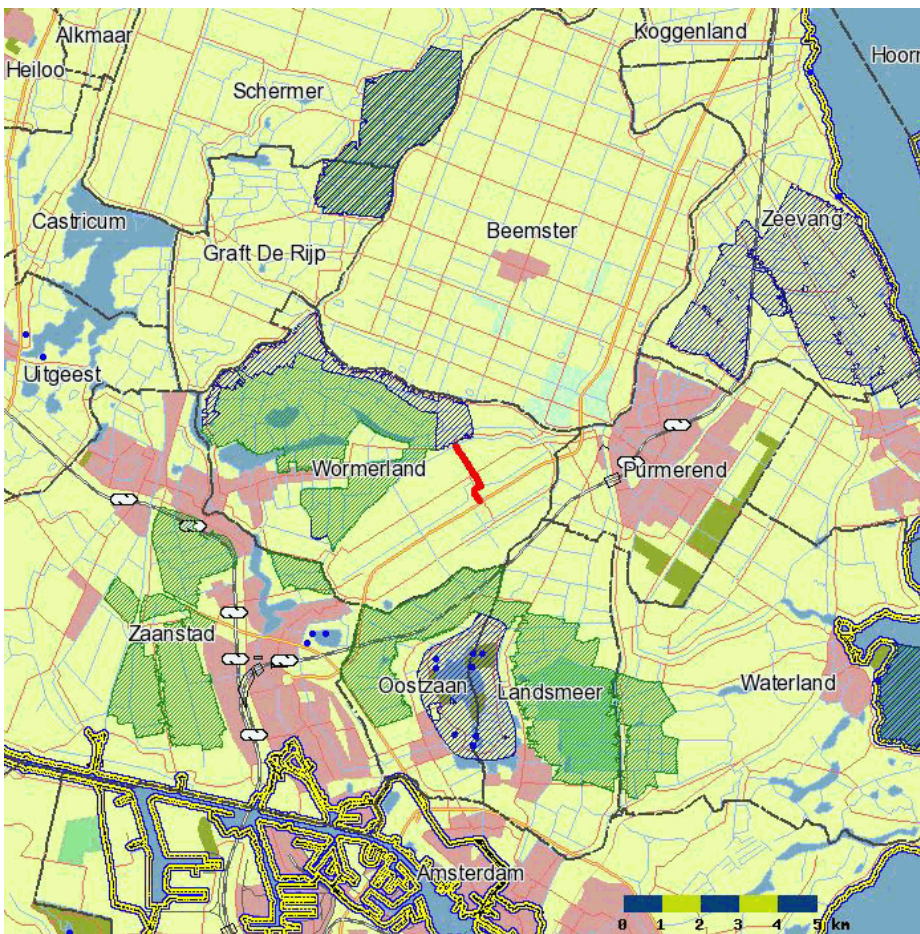 Koggenland
Alkmaar
Hoorn
Heiloo
Schermer
Castricum
Zeevang
Beemster
Graft De Rijp
Uitgeest
Wormerland
Purmerend
Zaanstad
Oostzaan
Landsmeer
Waterland
Amsterdam
0 1 2 3 4 5 km